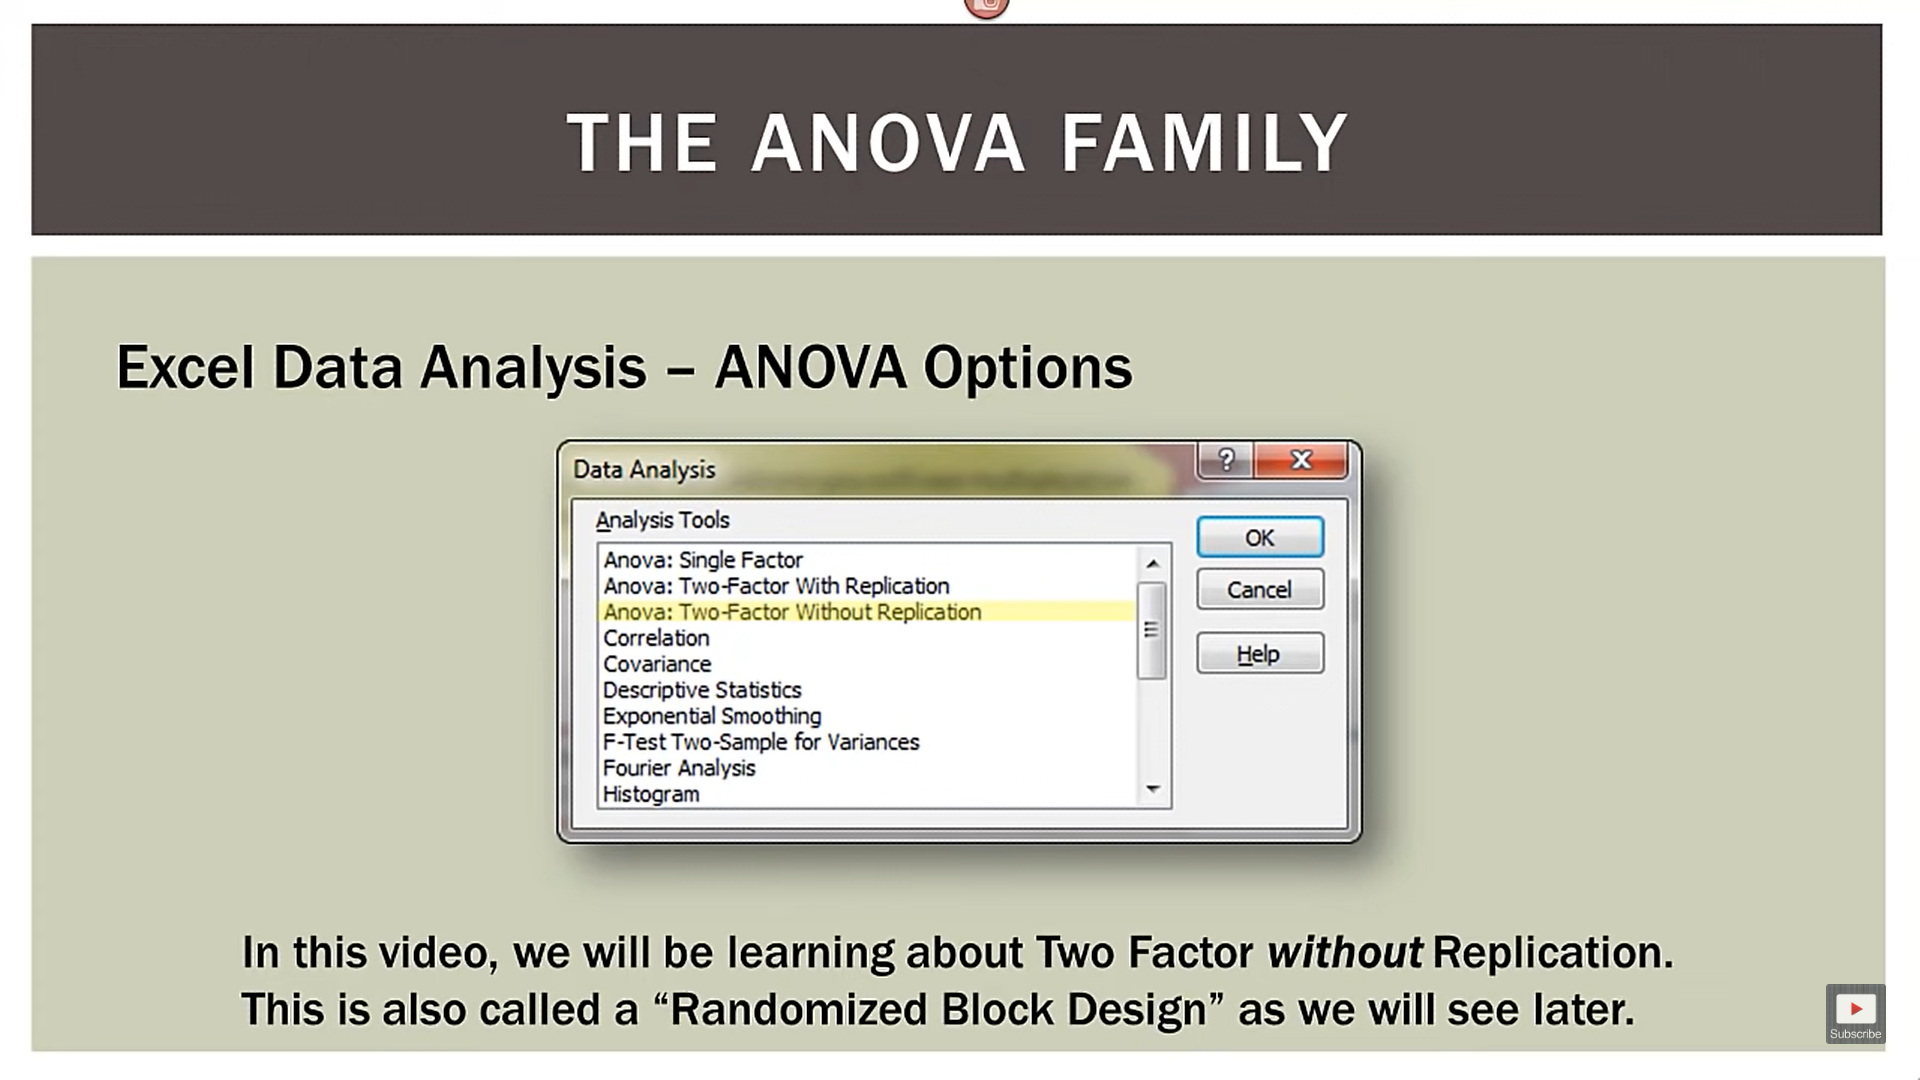 THE ANOVA FAMILY
Excel Data Analysis – ANOVA Options
Data Analysis
?
X
Analysis Tools
Anova: Single Factor
Anova: Two-Factor With Replication
Anova: Two-Factor Without Replication
Correlation
Covariance
Descriptive Statistics
Exponential Smoothing
F-Test Two-Sample for Variances
Fourier Analysis
Histogram
OK
Cancel
Help
In this video, we will be learning about Two Factor without Replication.
This is also called a “Randomized Block Design” as we will see later.
Subscribe